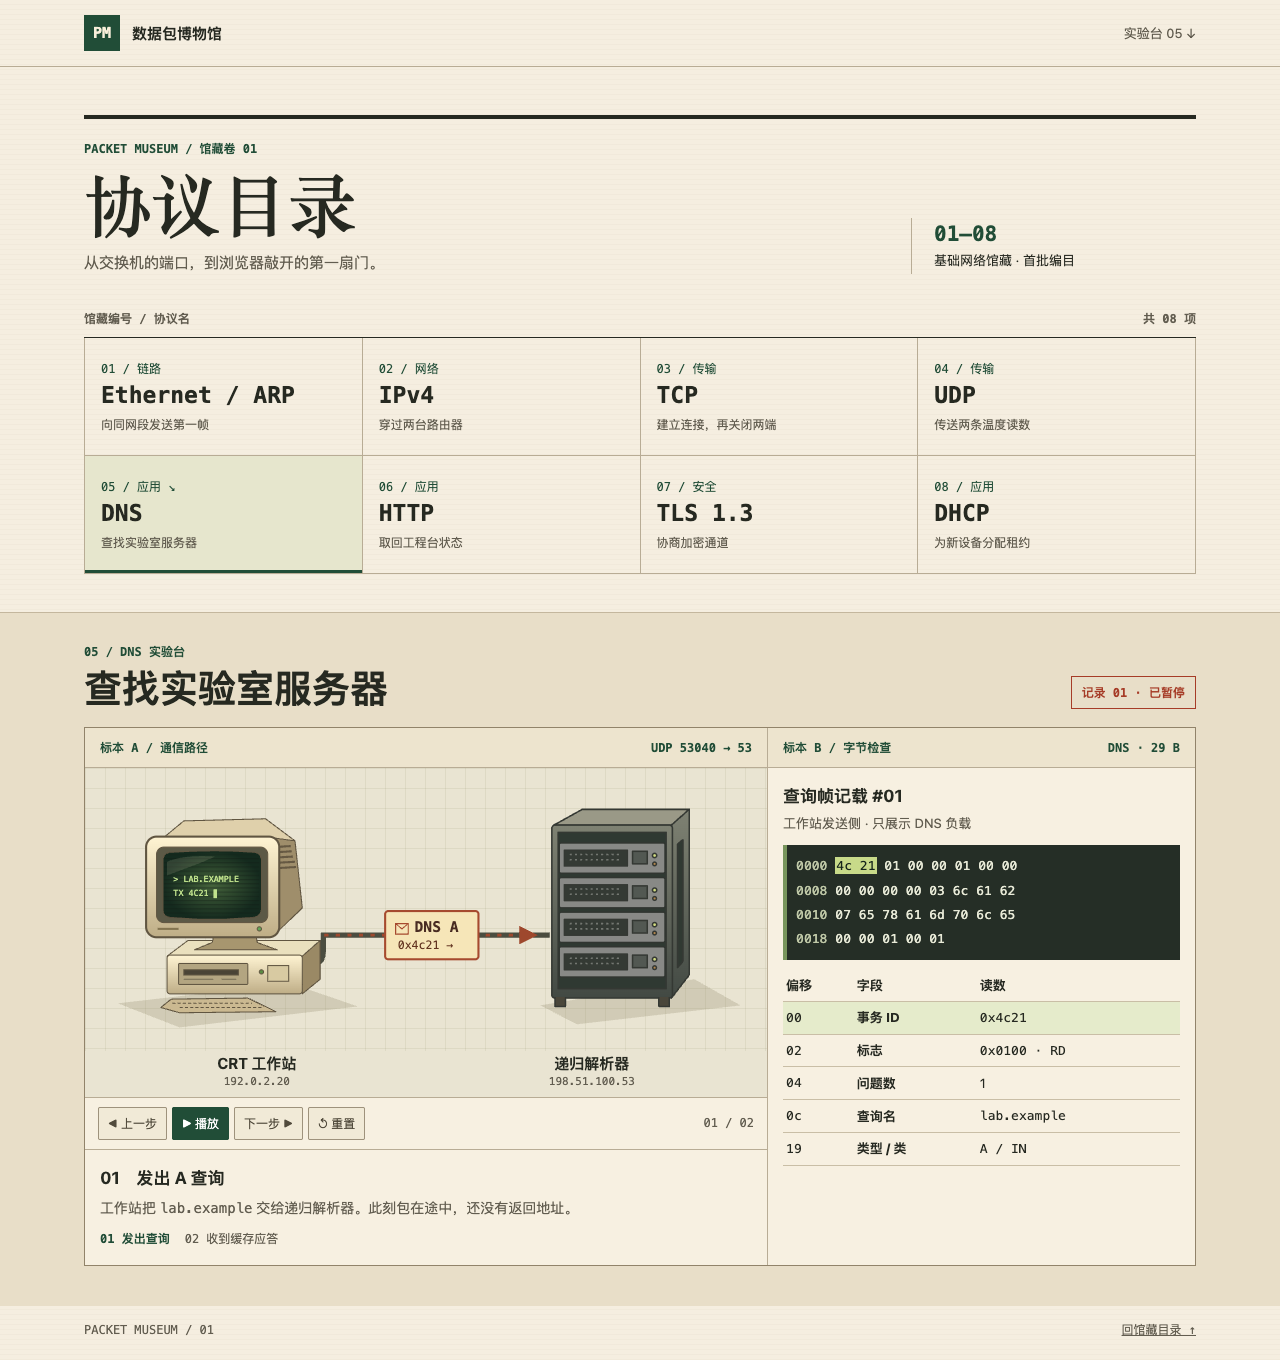 PM 数据包博物馆
实验台 05 ↓
PACKET MUSEUM / 馆藏卷 01
协议目录
从交换机的端口，到浏览器敲开的第一扇门。
01—08
基础网络馆藏 · 首批编目
馆藏编号 / 协议名
共 08 项
01 / 链路
Ethernet / ARP
向同网段发送第一帧
02 / 网络
IPv4
穿过两台路由器
03 / 传输
TCP
建立连接，再关闭两端
04 / 传输
UDP
传送两条温度读数
05 / 应用 ↘
DNS
查找实验室服务器
06 / 应用
HTTP
取回工程台状态
07 / 安全
TLS 1.3
协商加密通道
08 / 应用
DHCP
为新设备分配租约
05 / DNS 实验台
查找实验室服务器
记录 01 · 已暂停
标本 A / 通信路径
UDP 53040 → 53
> LAB.EXAMPLE
TX 4C21
DNS A
0x4c21 →
CRT 工作站
192.0.2.20
递归解析器
198.51.100.53
◀ 上一步
▶ 播放
下一步 ▶
↺ 重置
01 / 02
01 发出 A 查询
工作站把 lab.example 交给递归解析器。此刻包在途中，还没有返回地址。
01 发出查询 02 收到缓存应答
标本 B / 字节检查
DNS · 29 B
查询帧记载 #01
工作站发送侧 · 只展示 DNS 负载
0000 4c 21 01 00 00 01 00 00
0008 00 00 00 00 03 6c 61 62
0010 07 65 78 61 6d 70 6c 65
0018 00 00 01 00 01
偏移 字段 读数
00 事务 ID 0x4c21
02 标志 0x0100 · RD
04 问题数 1
0c 查询名 lab.example
19 类型 / 类 A / IN
PACKET MUSEUM / 01
回馆藏目录 ↑